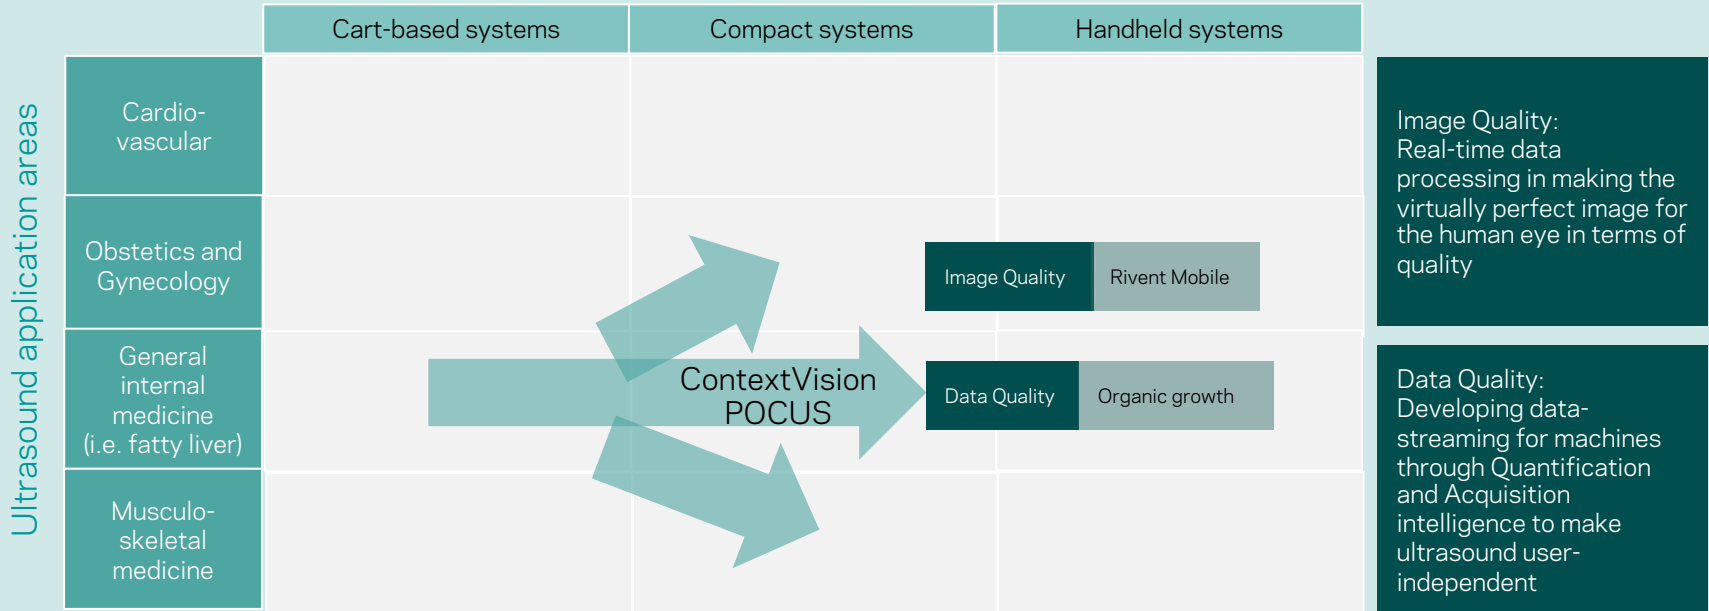 Cart-based systems
Compact systems
Handheld systems
Ultrasound application areas
Cardio-
vascular
Obstetrics and
Gynecology
General
internal
medicine
(i.e. fatty liver)
Musculo-
skeletal
medicine
ContextVision
POCUS
Image Quality
Rivent Mobile
Data Quality
Organic growth
Image Quality:
Real-time data
processing in making the
virtually perfect image for
the human eye in terms of
quality
Data Quality:
Developing data-
streaming for machines
through Quantification
and Acquisition
intelligence to make
ultrasound user-
independent